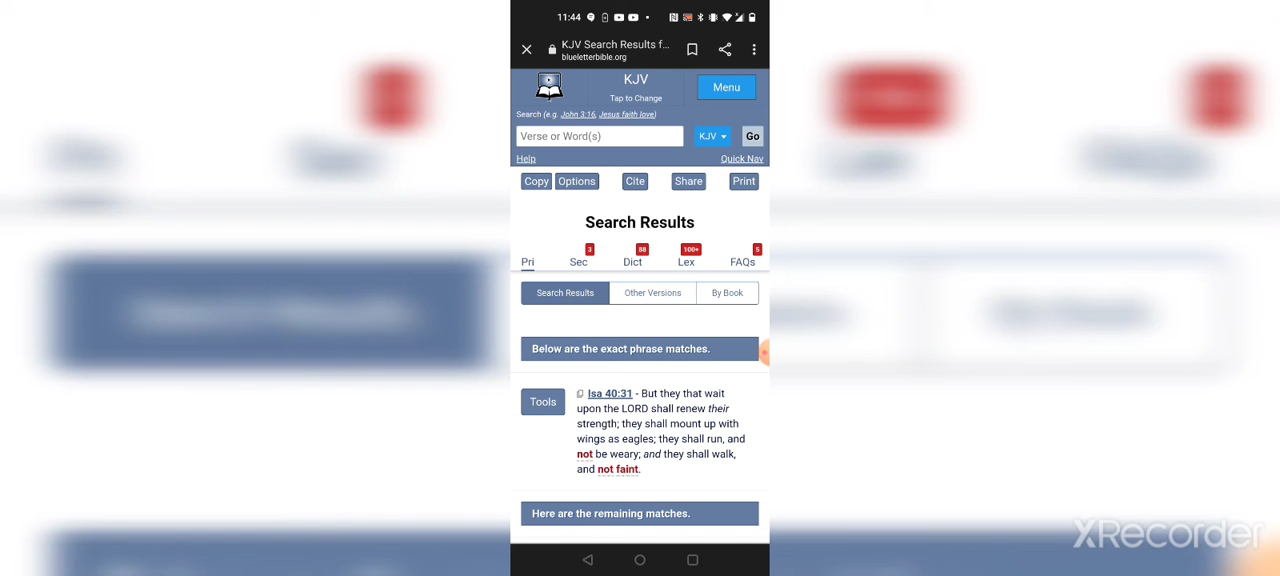 11:44
KJV Search Results f...
blueletterbible.org
KJV
Tap to Change
Menu
Search (e.g. John 3:16, Jesus faith love)
Verse or Word(s)
KJV
Go
Help
Quick Nav
Copy
Options
Cite
Share
Print
Search Results
3
88
100+
5
Pri
Sec
Dict
Lex
FAQs
Search Results
Other Versions
By Book
Below are the exact phrase matches.
Tools
Isa 40:31 - But they that wait
upon the LORD shall renew their
strength; they shall mount up with
wings as eagles; they shall run, and
not be weary; and they shall walk,
and not faint.
Here are the remaining matches.
XRecorder